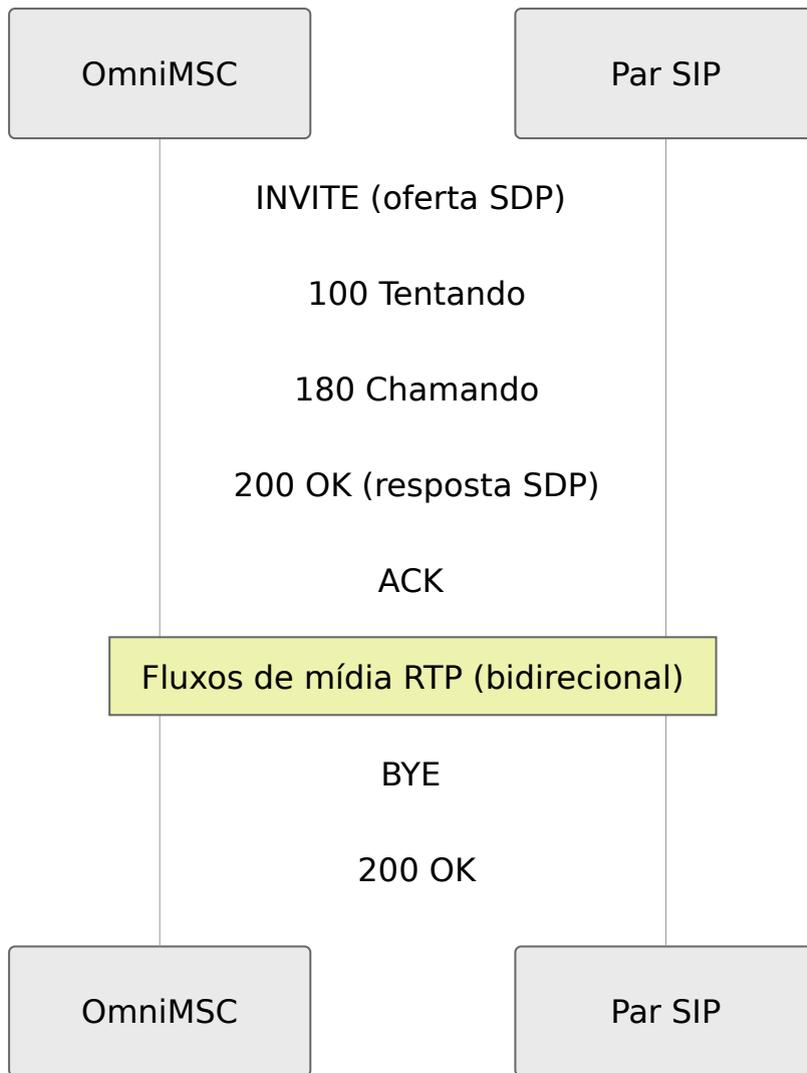 OmniMSC
Par SIP
INVITE (oferta SDP)
100 Tentando
180 Chamando
200 OK (resposta SDP)
ACK
Fluxos de mídia RTP (bidirecional)
BYE
200 OK
OmniMSC
Par SIP